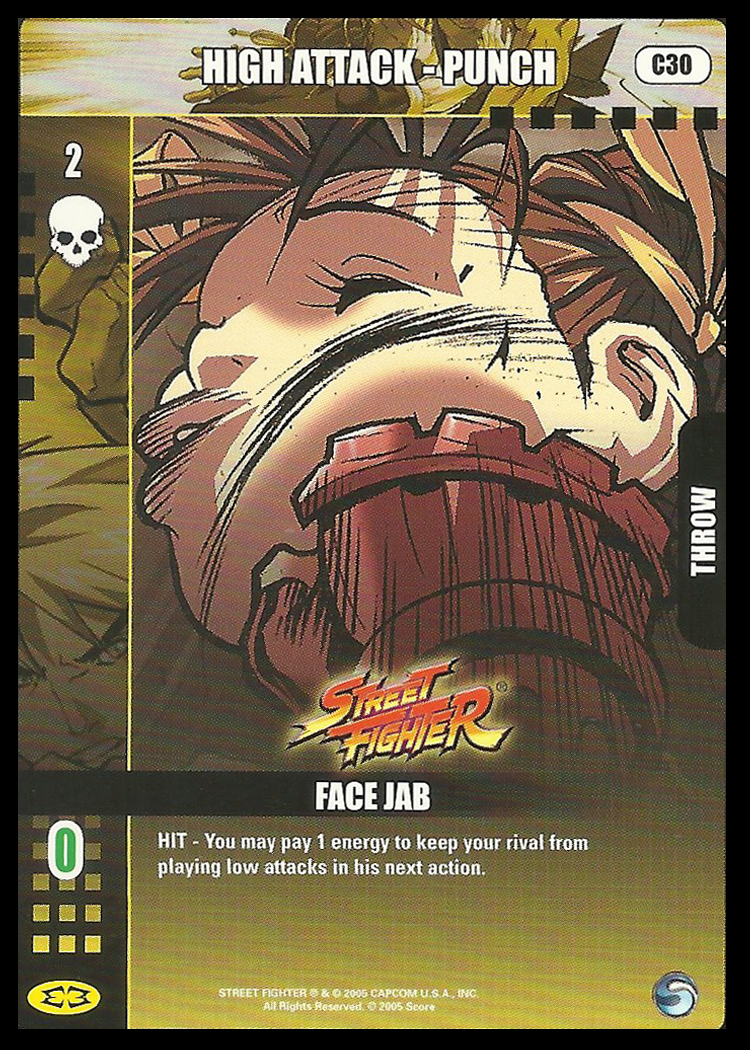 HIGH ATTACK - PUNCH
C30
2
THROW
STREET
FIGHTER®
FACE JAB
0
HIT - You may pay 1 energy to keep your rival from
playing low attacks in his next action.
STREET FIGHTER ® & © 2005 CAPCOM U.S.A., INC.
All Rights Reserved. © 2005 Score